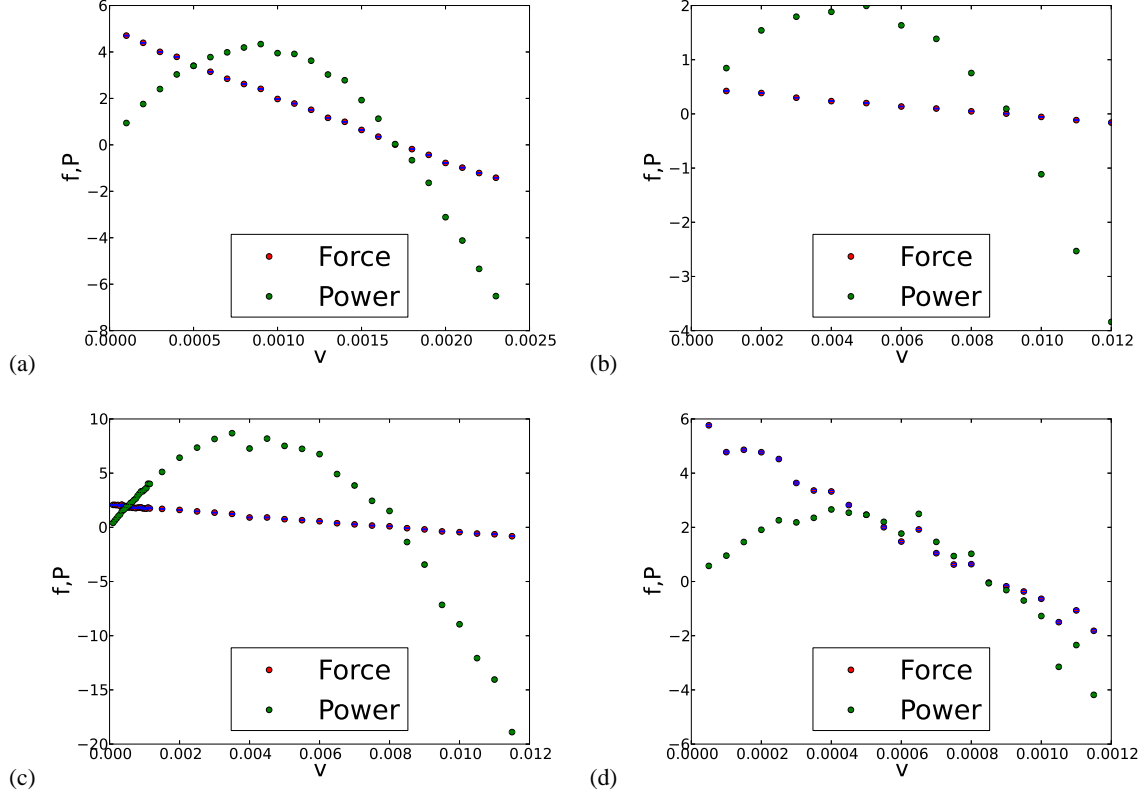 6
4
2
0
−2
−4
−6
−8
f,P
0.0000 0.0005 0.0010 0.0015 0.0020 0.0025
v
Force
Power
(a)
2
1
0
−1
−2
−3
−4
f,P
0.000 0.002 0.004 0.006 0.008 0.010 0.012
v
Force
Power
(b)
10
5
0
−5
−10
−15
−20
f,P
0.000 0.002 0.004 0.006 0.008 0.010 0.012
v
Force
Power
(c)
6
4
2
0
−2
−4
−6
f,P
0.0000 0.0002 0.0004 0.0006 0.0008 0.0010 0.0012
v
Force
Power
(d)